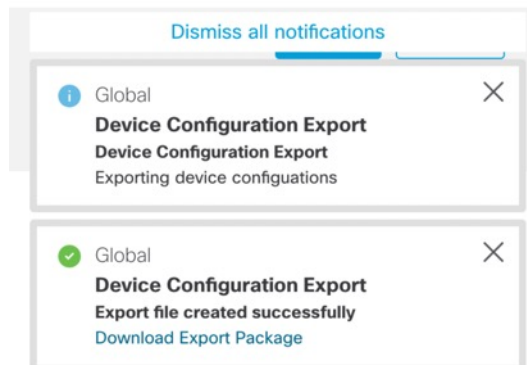 Dismiss all notifications
Global
Device Configuration Export
Device Configuration Export
Exporting device configuations
Global
Device Configuration Export
Export file created successfully
Download Export Package